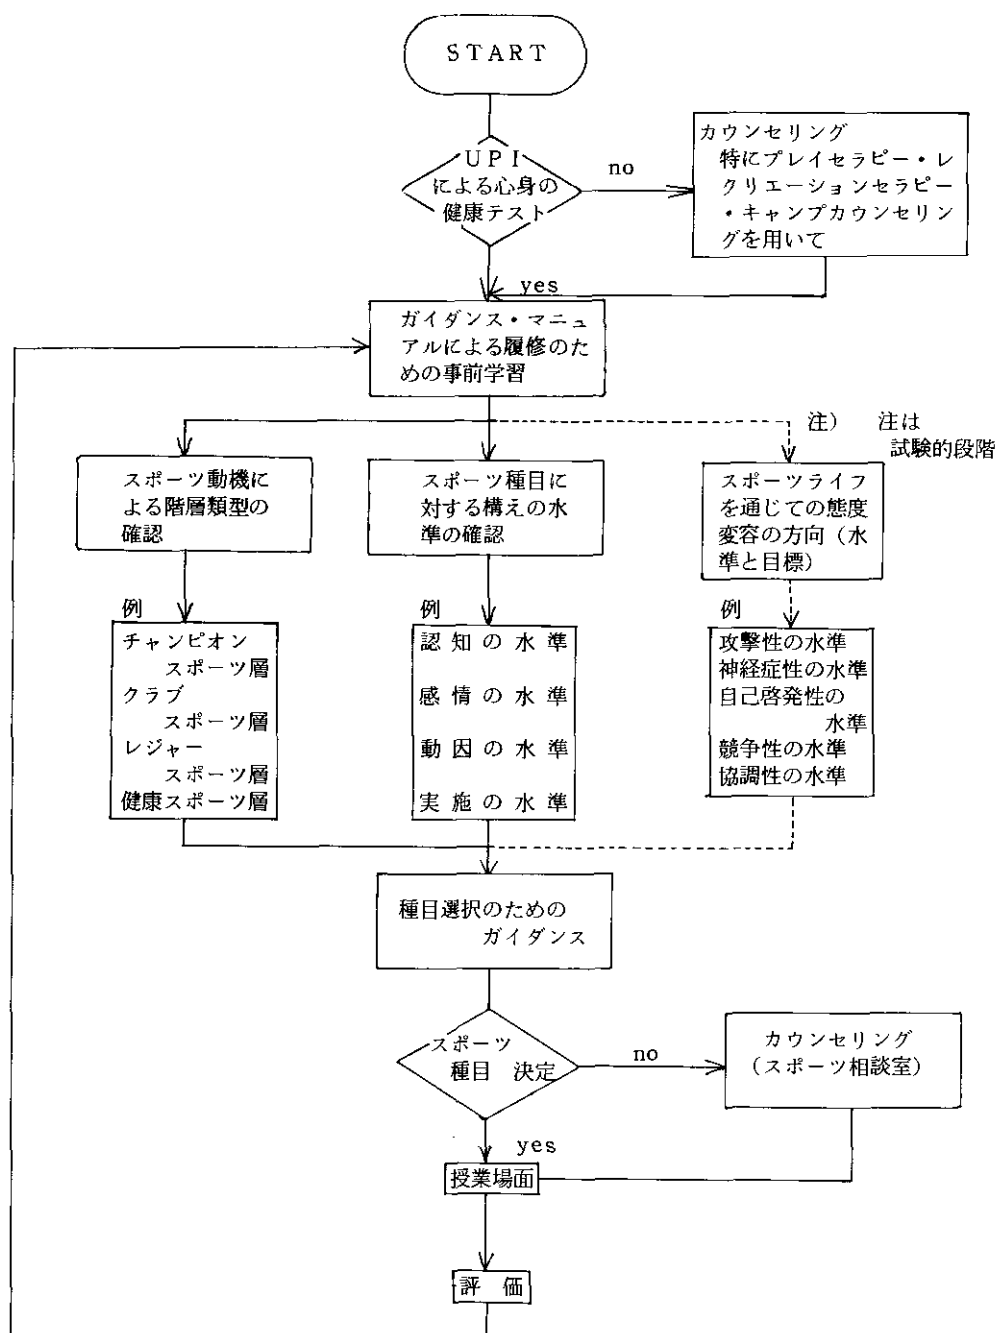 START
UPI
による心身の
健康テスト
no
カウンセリング
特にプレイセラピー・レ
クリエーションセラピー
・キャンプカウンセリン
グを用いて
yes
ガイダンス・マニュ
アルによる履修のた
めの事前学習
注) 注は
試験的段階
スポーツ動機に
よる階層類型の
確認
スポーツ種目に
対する構えの水
準の確認
スポーツライフ
を通じての態度
変容の方向(水
準と目標)
例
チャンピオン
スポーツ層
クラブ
スポーツ層
レジャー
スポーツ層
健康スポーツ層
例
認知の水準
感情の水準
動因の水準
実施の水準
例
攻撃性の水準
神経症性の水準
自己啓発性の
水準
競争性の水準
協調性の水準
種目選択のための
ガイダンス
スポーツ
種目 決定
no
カウンセリング
(スポーツ相談室)
yes
授業場面
評 価